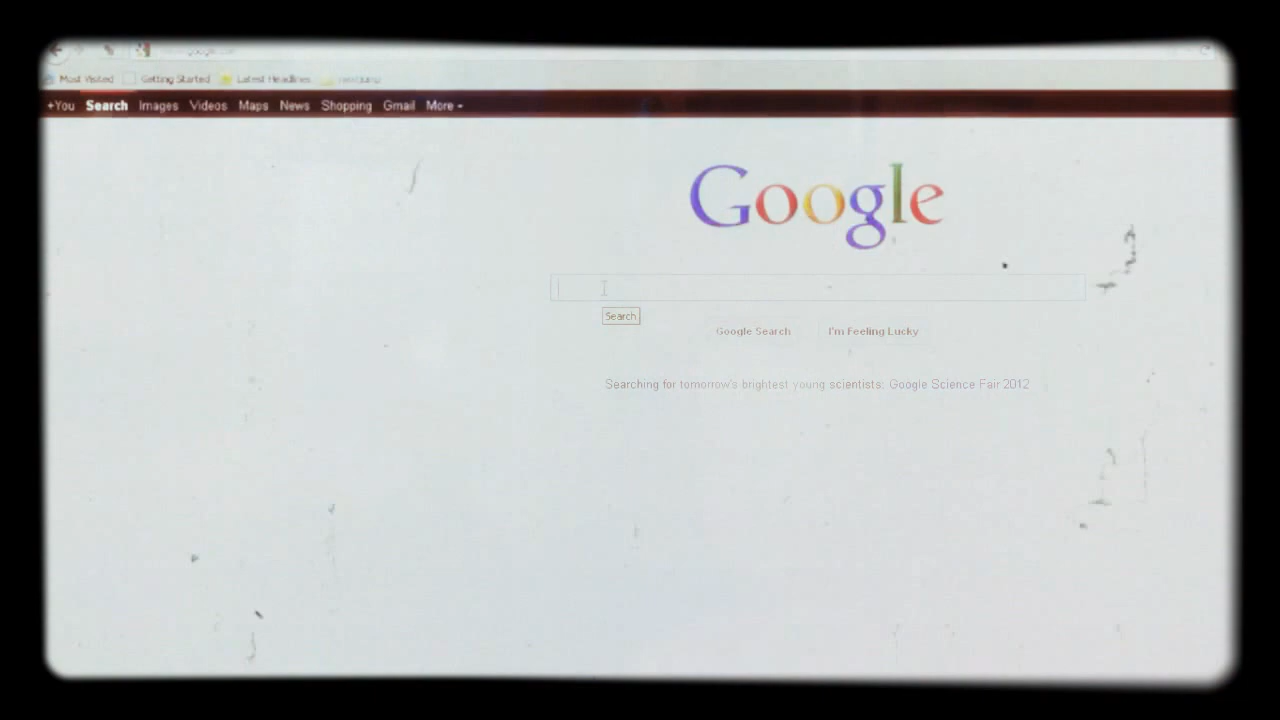 Most Visited Getting Started Latest Headlines
+You Search Images Videos Maps News Shopping Gmail More
Google
Search
Google Search I'm Feeling Lucky
Searching for tomorrow's brightest young scientists: Google Science Fair 2012